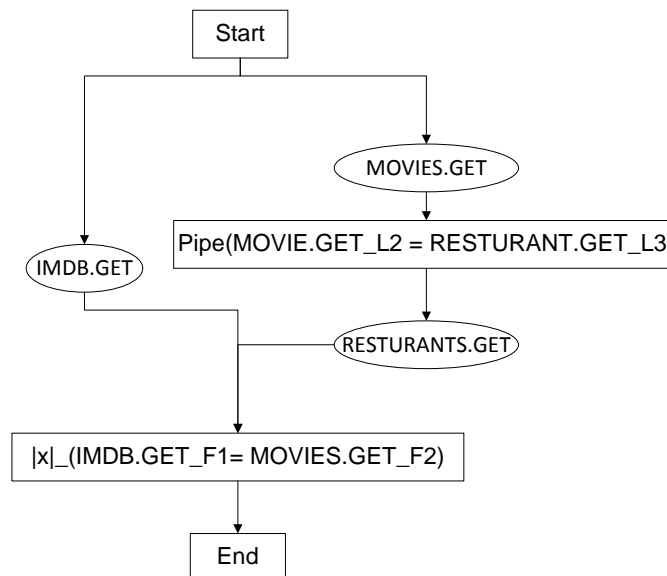 Start
MOVIES.GET
Pipe(MOVIE.GET_L2 = RESTURANT.GET_L3
IMDB.GET
RESTURANTS.GET
|x|_(IMDB.GET_F1= MOVIES.GET_F2)
End